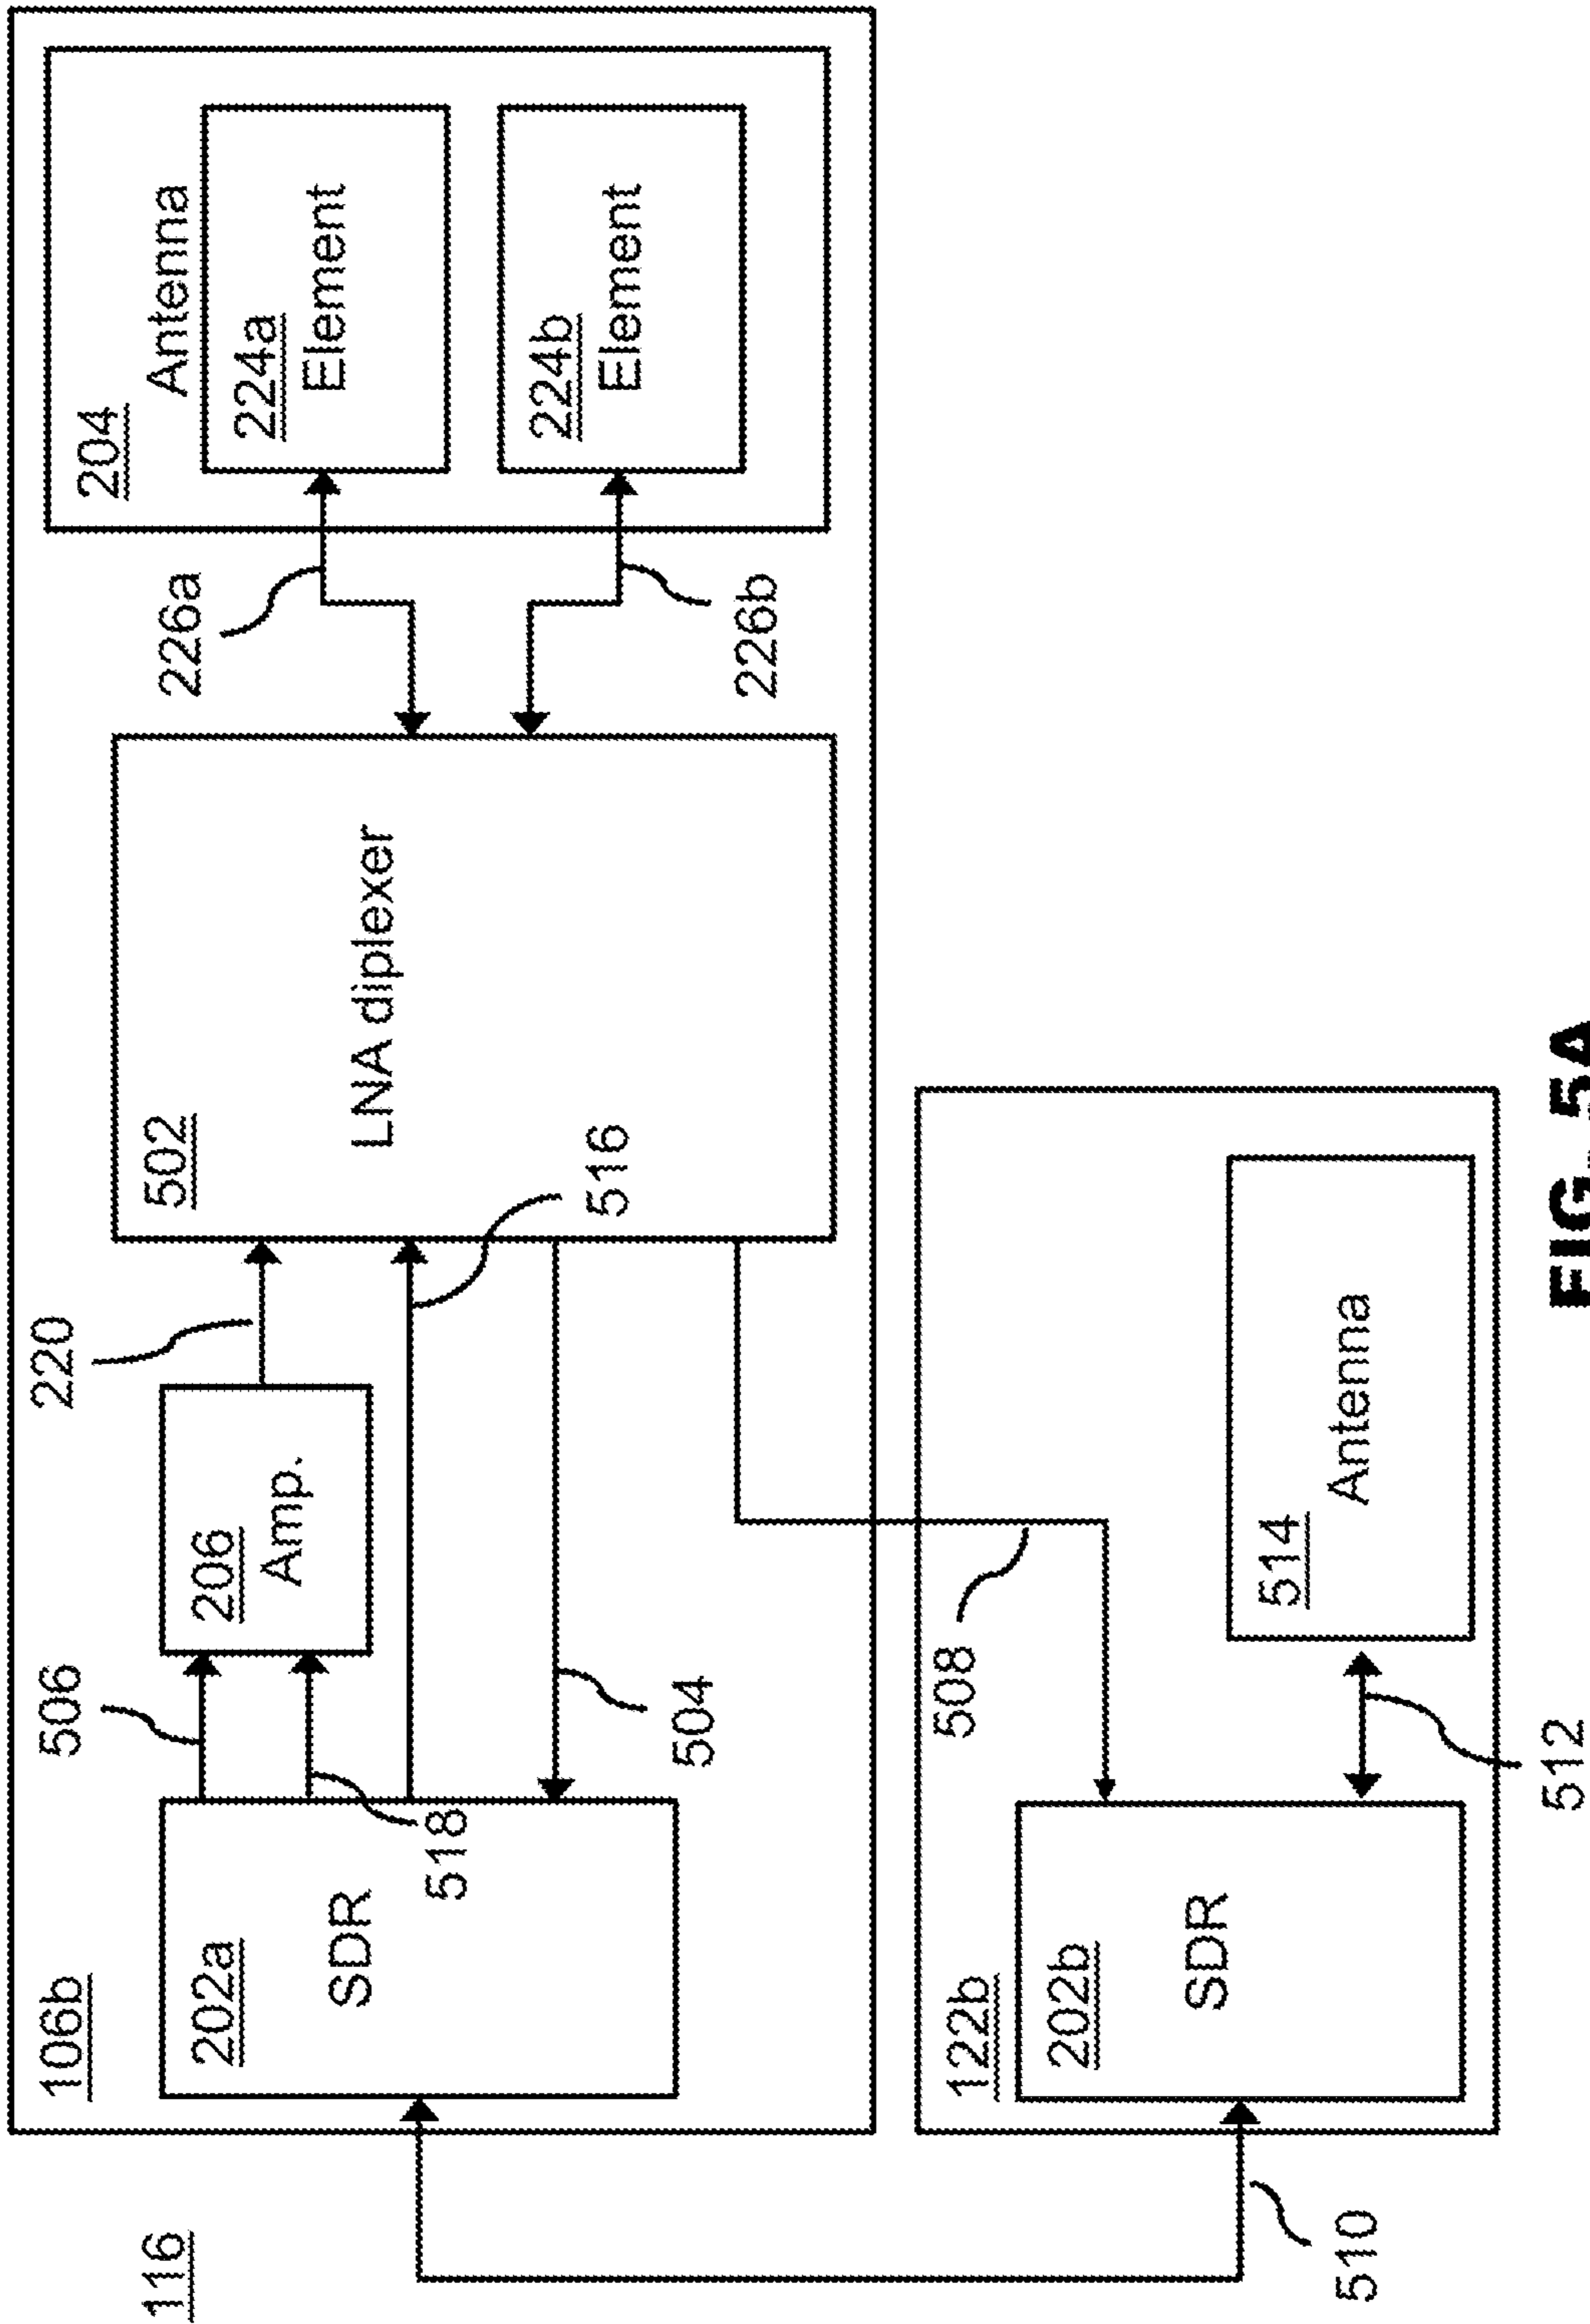 116
106b
202a
SDR
506
518
206
Amp.
220
516
504
502
LNA diplexer
226a
226b
204
Antenna
224a
Element
224b
Element
508
510
122b
202b
SDR
512
514
Antenna
FIG. 5A